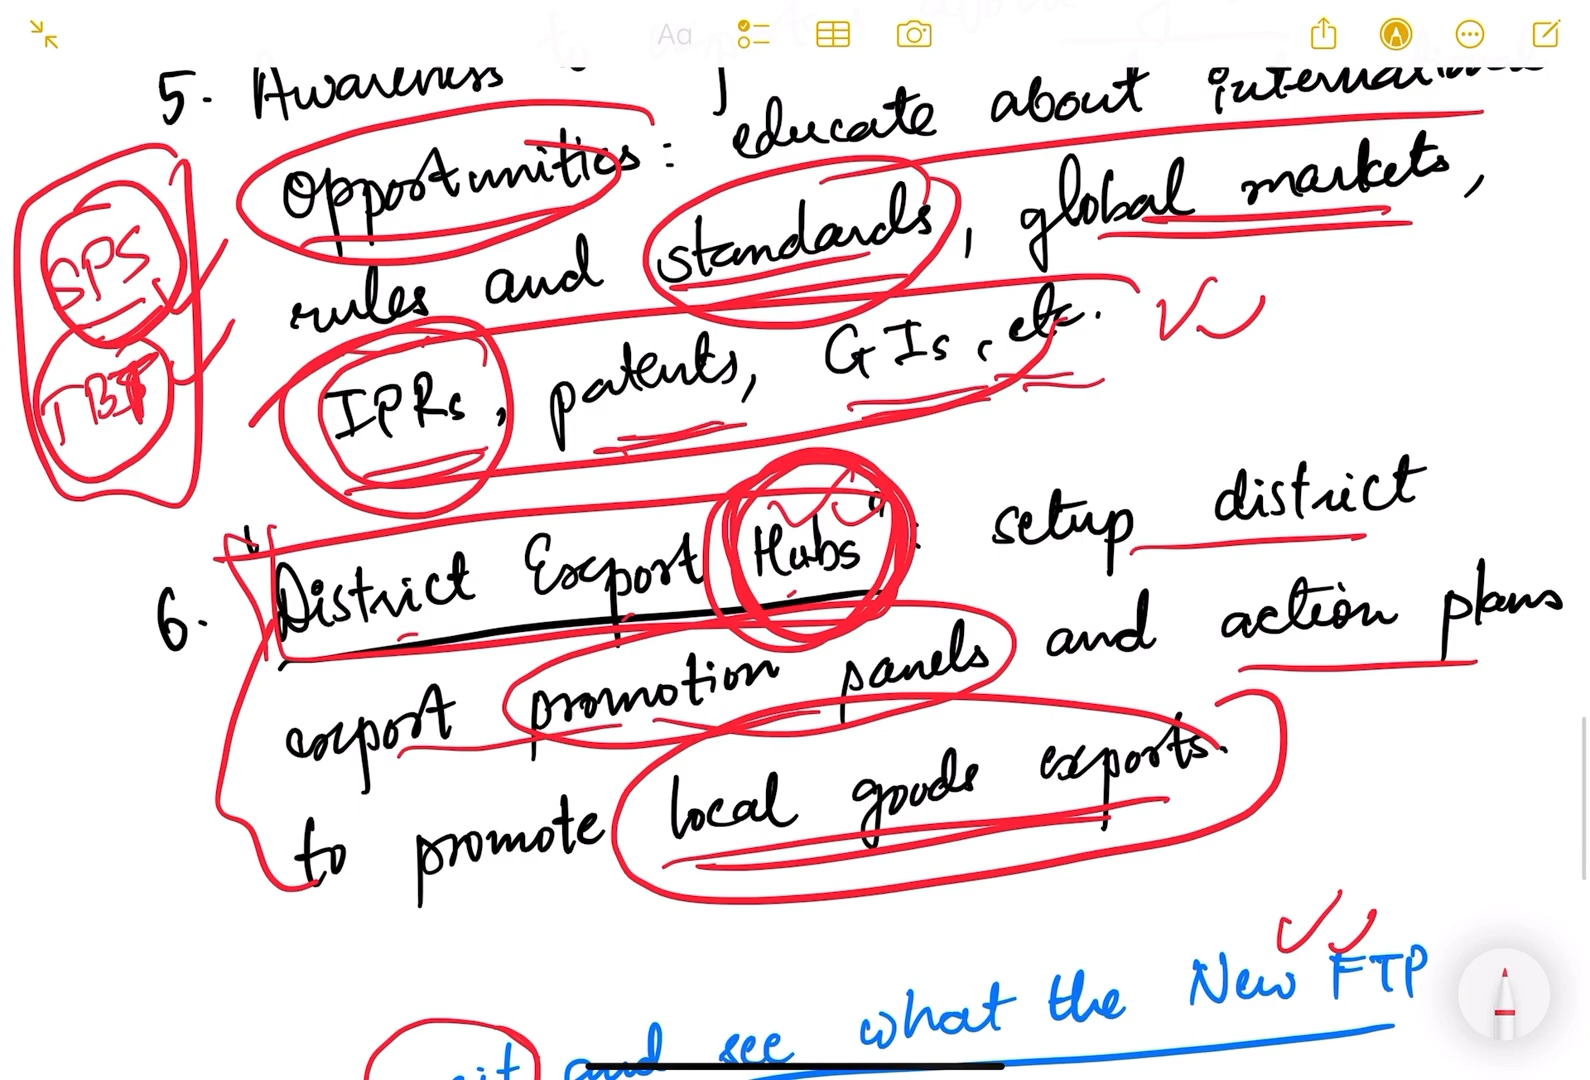 Aa
5. Awareness
Opportunities : educate about international
rules and standards, global markets,
SPS
IPRs, patents, GIs, etc.
TBT
6. "District Export Hubs" : setup district
export promotion panels and action plans
to promote local goods exports.
and see what the New FTP